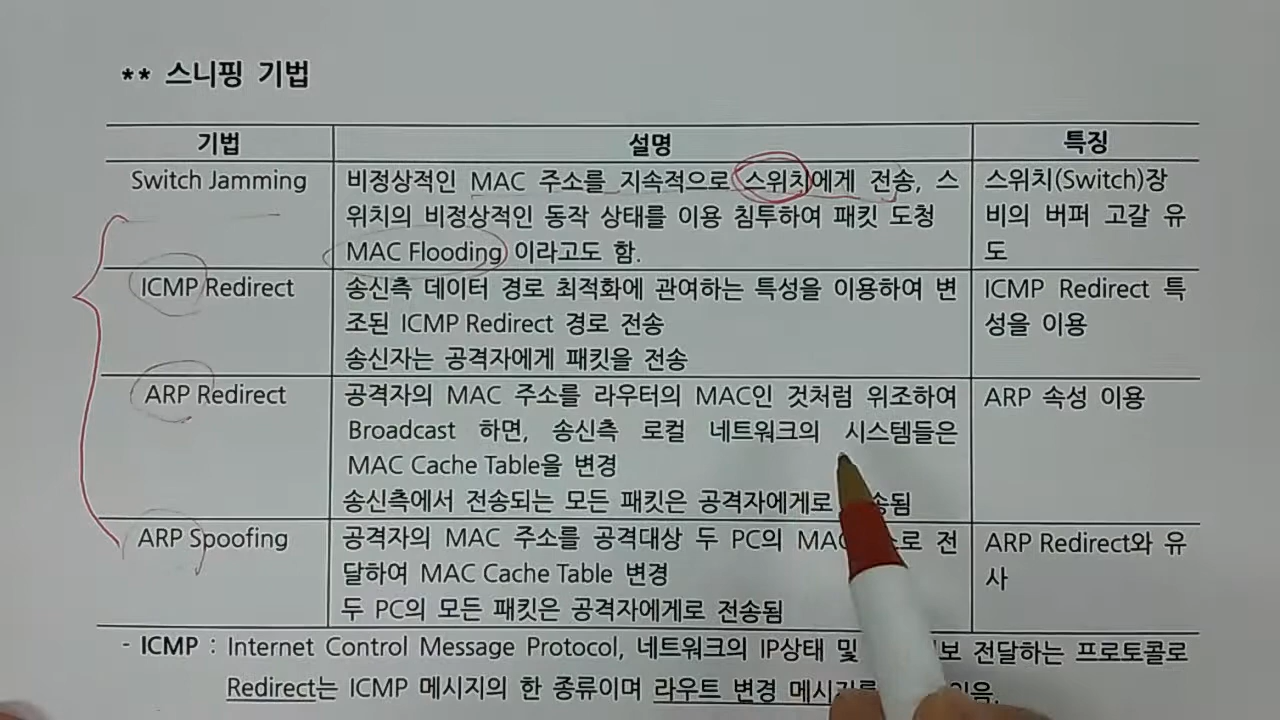 ** 스니핑 기법
기법 설명 특징
Switch Jamming
비정상적인 MAC 주소를 지속적으로 스위치에게 전송, 스
위치의 비정상적인 동작 상태를 이용 침투하여 패킷 도청
MAC Flooding 이라고도 함.
스위치(Switch)장
비의 버퍼 고갈 유
도
ICMP Redirect
송신측 데이터 경로 최적화에 관여하는 특성을 이용하여 변
조된 ICMP Redirect 경로 전송
송신자는 공격자에게 패킷을 전송
ICMP Redirect 특
성을 이용
ARP Redirect
공격자의 MAC 주소를 라우터의 MAC인 것처럼 위조하여
Broadcast 하면, 송신측 로컬 네트워크의 시스템들은
MAC Cache Table을 변경
송신측에서 전송되는 모든 패킷은 공격자에게로
ARP 속성 이용
ARP Spoofing
공격자의 MAC 주소를 공격대상 두 PC의 전
달하여 MAC Cache Table 변경
두 PC의 모든 패킷은 공격자에게로 전송됨
ARP Redirect와 유
사
- ICMP : Internet Control Message Protocol, 네트워크의 IP상태 및 전달하는 프로토콜로
Redirect는 ICMP 메시지의 한 종류이며 라우트 변경